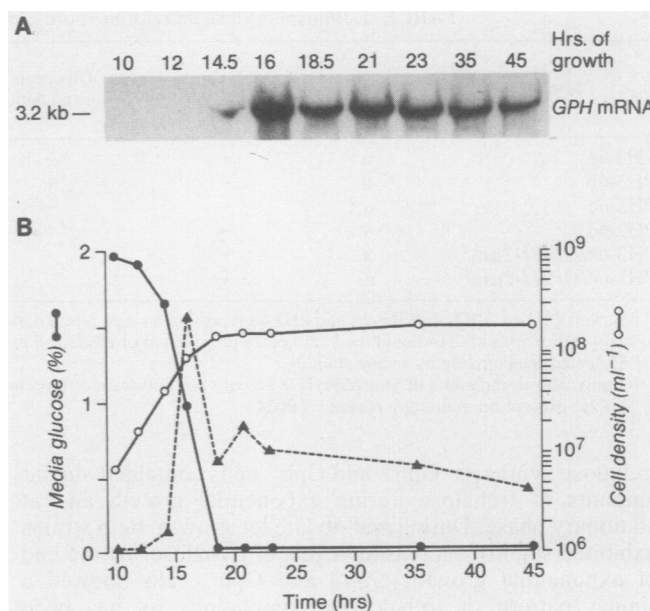 A
10 12 14.5 16 18.5 21 23 35 45 Hrs. of growth
3.2 kb — GPH mRNA
B
2
1
0
Media glucose (%)
10 15 20 25 30 35 40 45
Time (hrs)
10⁹
10⁸
10⁷
10⁶
Cell density (ml⁻¹)